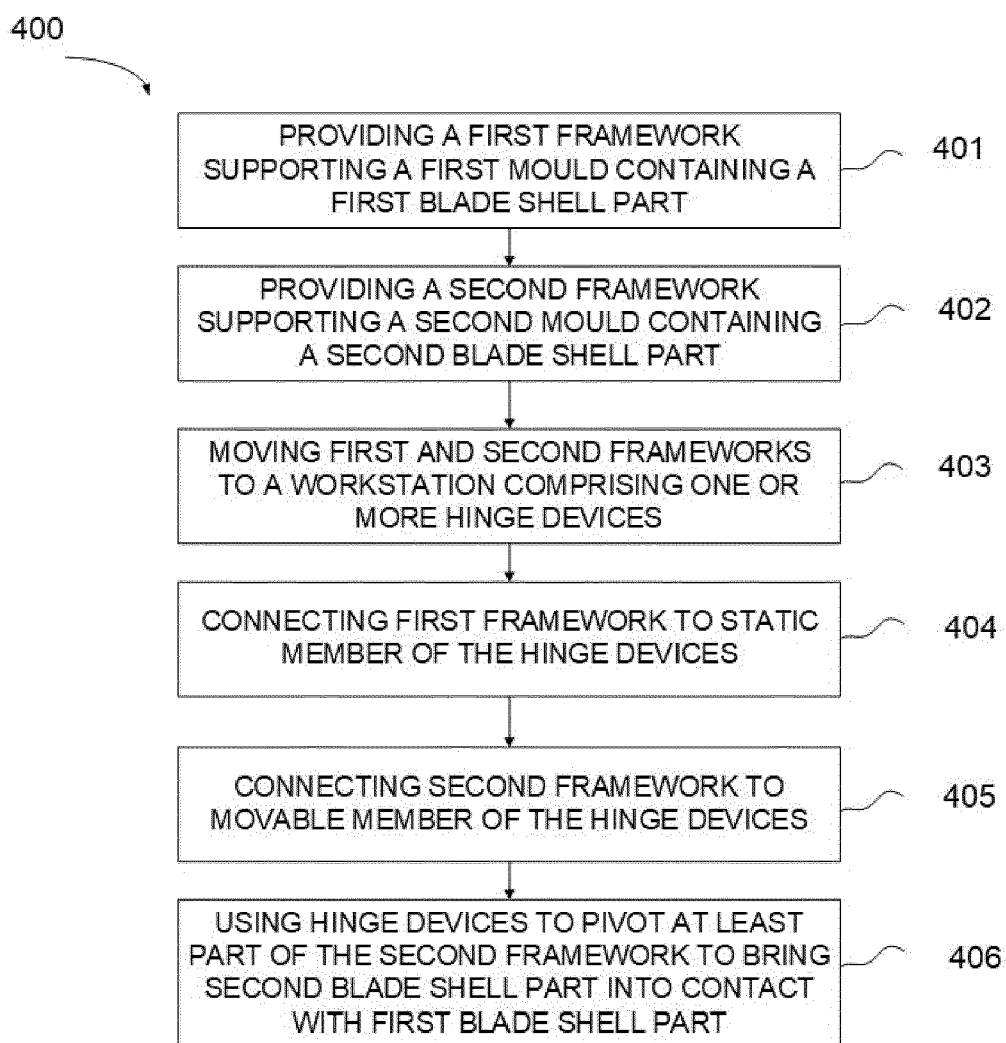 400
PROVIDING A FIRST FRAMEWORK
SUPPORTING A FIRST MOULD CONTAINING A
FIRST BLADE SHELL PART
401
PROVIDING A SECOND FRAMEWORK
SUPPORTING A SECOND MOULD CONTAINING
A SECOND BLADE SHELL PART
402
MOVING FIRST AND SECOND FRAMEWORKS
TO A WORKSTATION COMPRISING ONE OR
MORE HINGE DEVICES
403
CONNECTING FIRST FRAMEWORK TO STATIC
MEMBER OF THE HINGE DEVICES
404
CONNECTING SECOND FRAMEWORK TO
MOVABLE MEMBER OF THE HINGE DEVICES
405
USING HINGE DEVICES TO PIVOT AT LEAST
PART OF THE SECOND FRAMEWORK TO BRING
SECOND BLADE SHELL PART INTO CONTACT
WITH FIRST BLADE SHELL PART
406